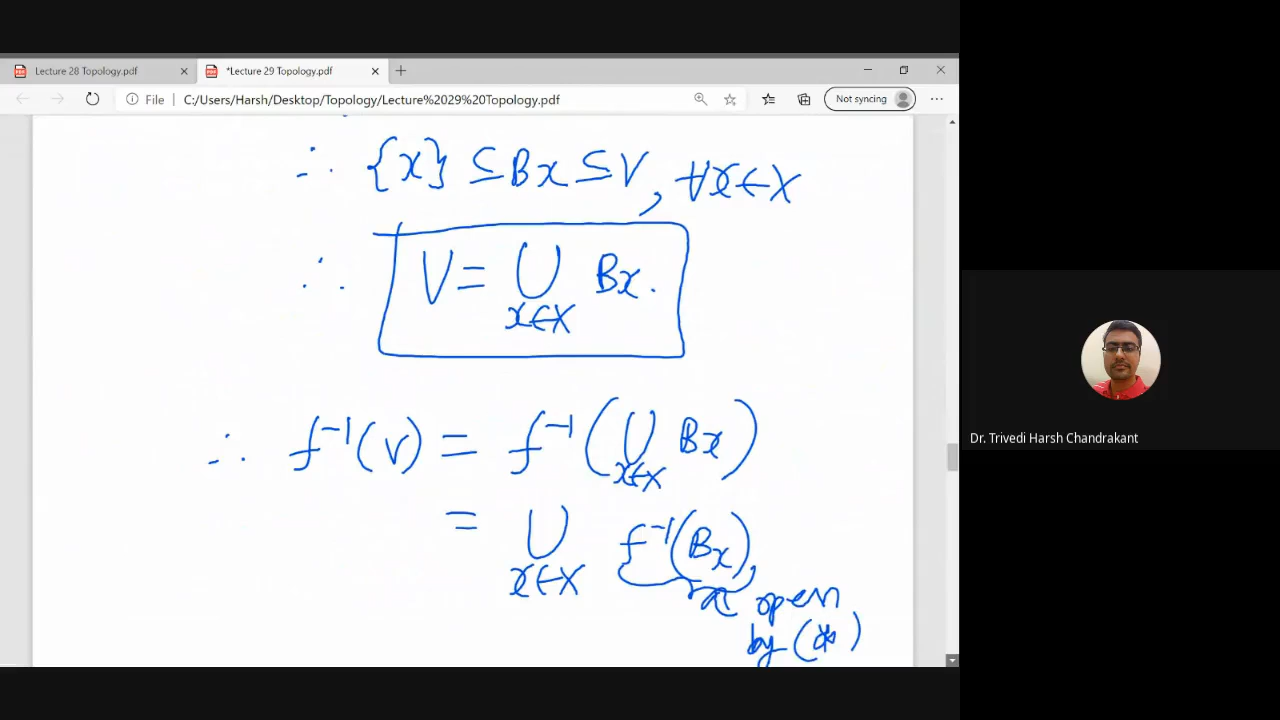 Lecture 28 Topology.pdf
*Lecture 29 Topology.pdf
File
C:/Users/Harsh/Desktop/Topology/Lecture%2029%20Topology.pdf
Not syncing
∴ {x} ⊆ Bx ⊆ V, ∀x∈X
∴ V = ⋃ Bx.
x∈X
∴ f⁻¹(V) = f⁻¹(⋃ Bx)
x∈X
= ⋃ f⁻¹(Bx),
x∈X
open
by (*)
Dr. Trivedi Harsh Chandrakant